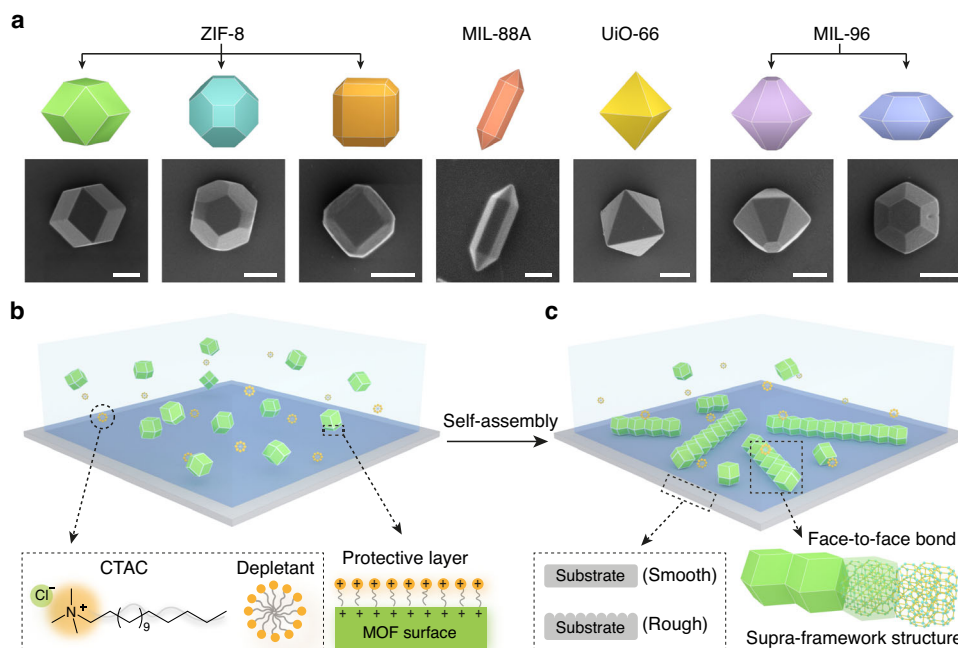 a
ZIF-8
MIL-88A
UiO-66
MIL-96
b
c
Self-assembly
CTAC
Depletant
Cl⁻
N⁺
9
Protective layer
+ + + + + + + + +
+ + + + + + + + +
MOF surface
Substrate (Smooth)
Substrate (Rough)
Face-to-face bond
Supra-framework structure